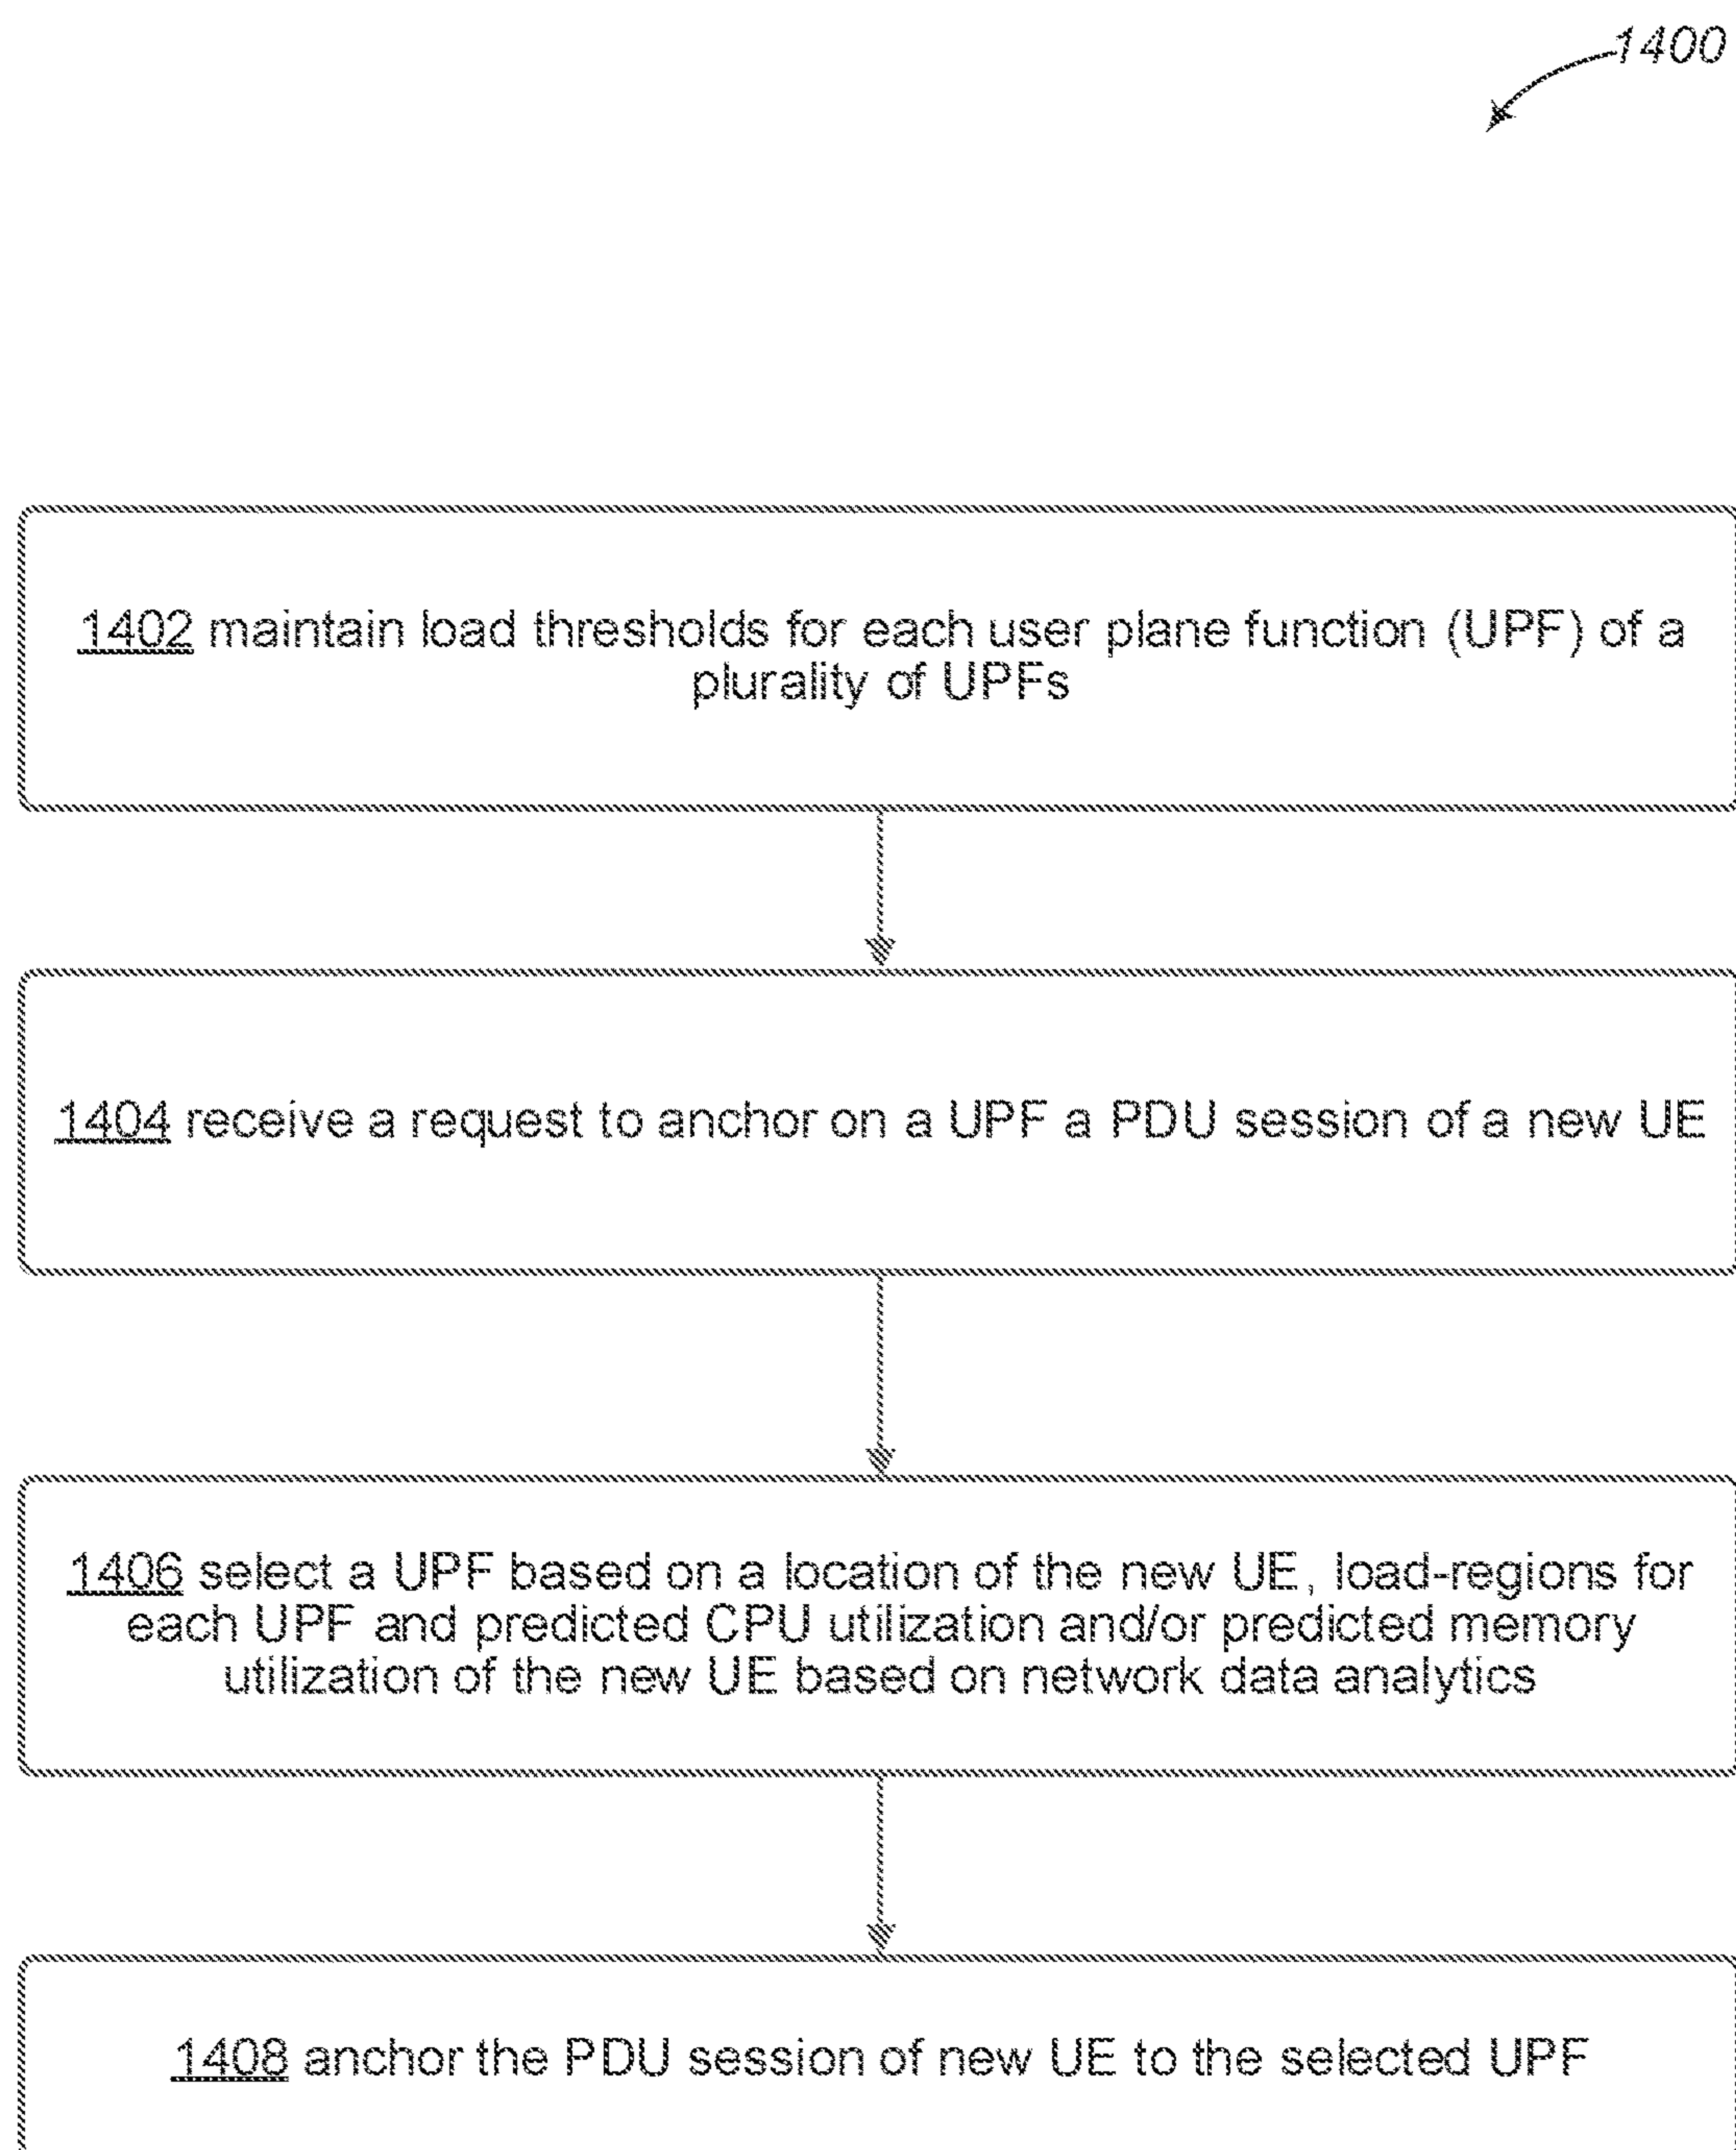 1400
1402 maintain load thresholds for each user plane function (UPF) of a
plurality of UPFs
1404 receive a request to anchor on a UPF a PDU session of a new UE
1406 select a UPF based on a location of the new UE, load-regions for
each UPF and predicted CPU utilization and/or predicted memory
utilization of the new UE based on network data analytics
1408 anchor the PDU session of new UE to the selected UPF